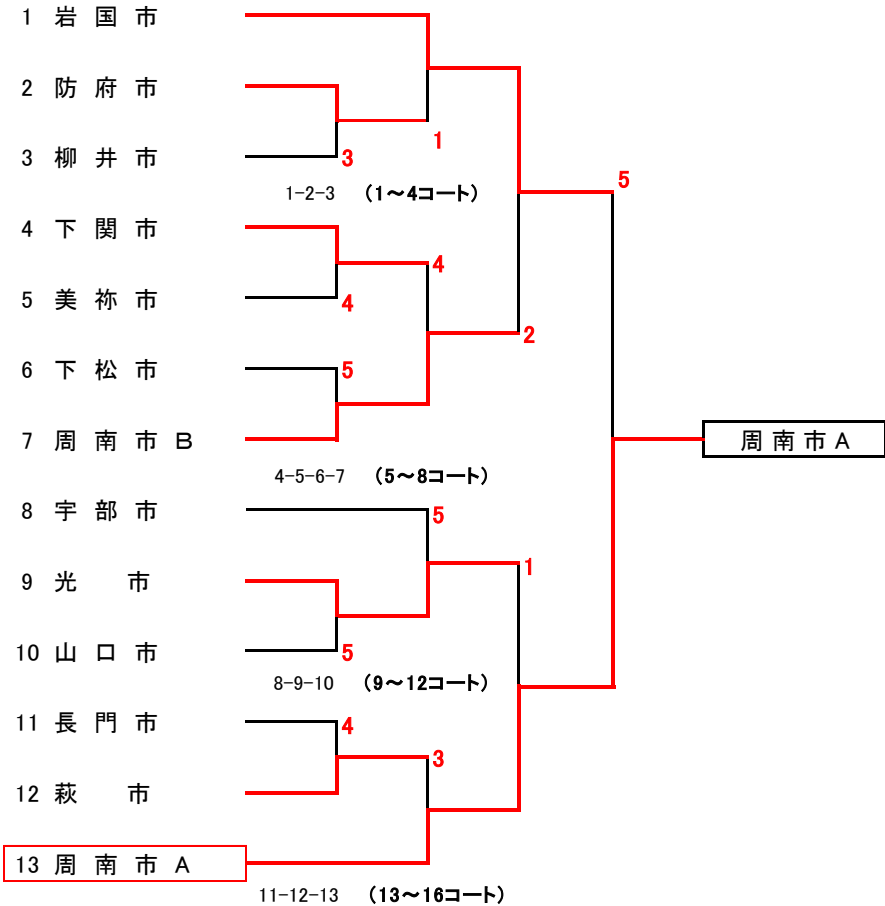 1 岩国市
2 防府市
1
3 柳井市 3
1-2-3 （1～4コート）
5
4 下関市
4
5 美祢市 4
2
6 下松市 5
7 周南市B
周南市A
4-5-6-7 （5～8コート）
8 宇部市 5
1
9 光市
10 山口市 5
8-9-10 （9～12コート）
11 長門市 4
3
12 萩市
13 周南市A
11-12-13 （13～16コート）